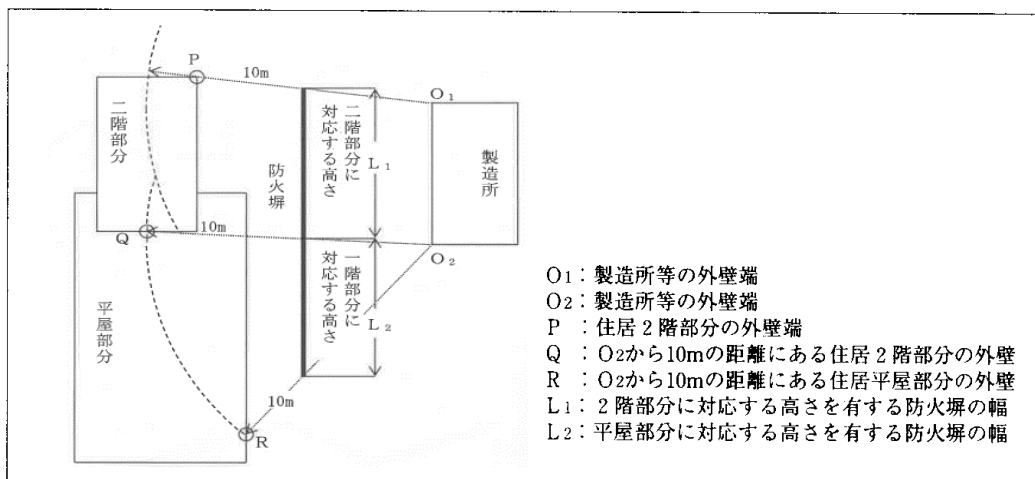 P
10m
O₁
二階部分
二階部分に
対応する高さ
L₁
製造所
防火塀
10m
Q
O₂
平屋部分
一階部分に
対応する高さ
L₂
10m
R
O₁：製造所等の外壁端
O₂：製造所等の外壁端
P ：住居２階部分の外壁端
Q ：O₂から10mの距離にある住居２階部分の外壁
R ：O₂から10mの距離にある住居平屋部分の外壁
L₁：２階部分に対応する高さを有する防火塀の幅
L₂：平屋部分に対応する高さを有する防火塀の幅